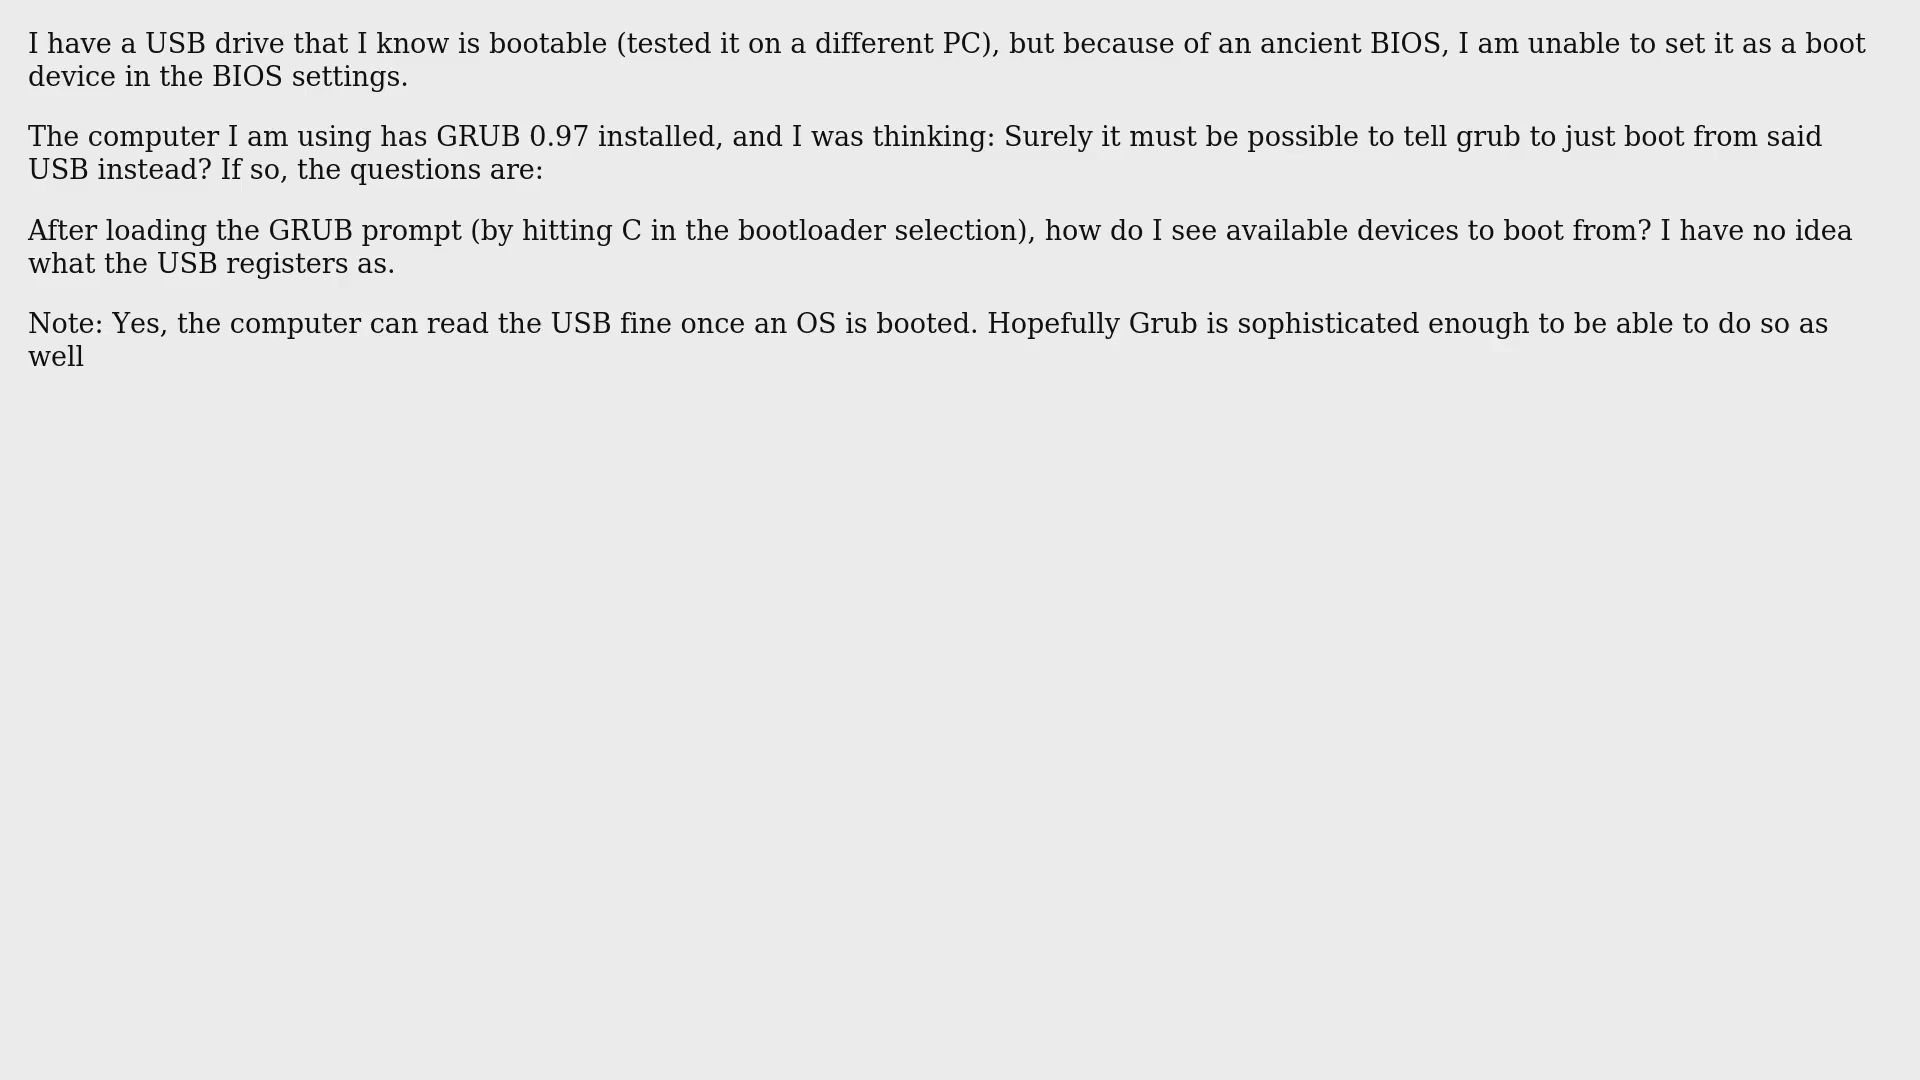 I have a USB drive that I know is bootable (tested it on a different PC), but because of an ancient BIOS, I am unable to set it as a boot
device in the BIOS settings.
The computer I am using has GRUB 0.97 installed, and I was thinking: Surely it must be possible to tell grub to just boot from said
USB instead? If so, the questions are:
After loading the GRUB prompt (by hitting C in the bootloader selection), how do I see available devices to boot from? I have no idea
what the USB registers as.
Note: Yes, the computer can read the USB fine once an OS is booted. Hopefully Grub is sophisticated enough to be able to do so as
well